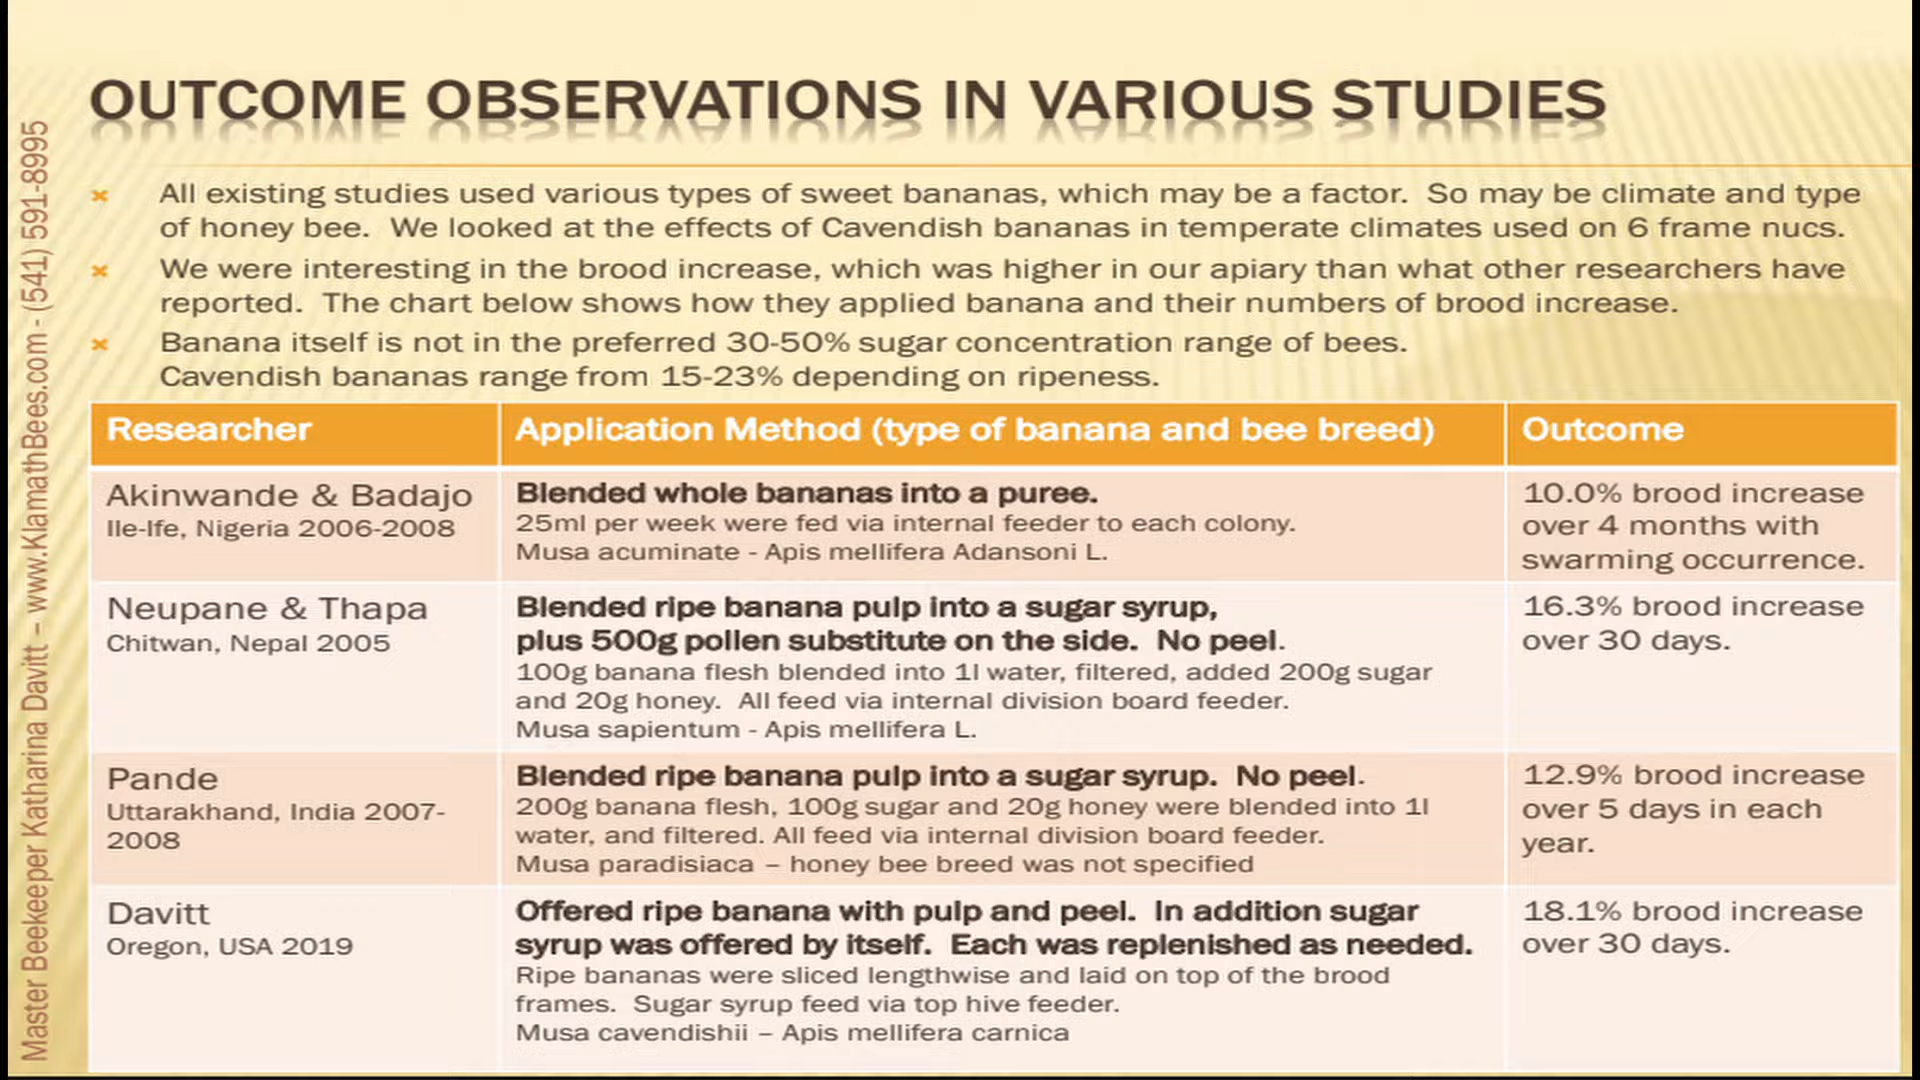 OUTCOME OBSERVATIONS IN VARIOUS STUDIES
All existing studies used various types of sweet bananas, which may be a factor.  So may be climate and type
of honey bee.  We looked at the effects of Cavendish bananas in temperate climates used on 6 frame nucs.
We were interesting in the brood increase, which was higher in our apiary than what other researchers have
reported.  The chart below shows how they applied banana and their numbers of brood increase.
Banana itself is not in the preferred 30-50% sugar concentration range of bees.
Cavendish bananas range from 15-23% depending on ripeness.
Researcher
Application Method (type of banana and bee breed)
Outcome
Akinwande & Badajo
Ile-Ife, Nigeria 2006-2008
Blended whole bananas into a puree.
25ml per week were fed via internal feeder to each colony.
Musa acuminate - Apis mellifera Adansoni L.
10.0% brood increase
over 4 months with
swarming occurrence.
Neupane & Thapa
Chitwan, Nepal 2005
Blended ripe banana pulp into a sugar syrup,
plus 500g pollen substitute on the side.  No peel.
100g banana flesh blended into 1l water, filtered, added 200g sugar
and 20g honey.  All feed via internal division board feeder.
Musa sapientum - Apis mellifera L.
16.3% brood increase
over 30 days.
Pande
Uttarakhand, India 2007-
2008
Blended ripe banana pulp into a sugar syrup.  No peel.
200g banana flesh, 100g sugar and 20g honey were blended into 1l
water, and filtered. All feed via internal division board feeder.
Musa paradisiaca – honey bee breed was not specified
12.9% brood increase
over 5 days in each
year.
Davitt
Oregon, USA 2019
Offered ripe banana with pulp and peel.  In addition sugar
syrup was offered by itself.  Each was replenished as needed.
Ripe bananas were sliced lengthwise and laid on top of the brood
frames.  Sugar syrup feed via top hive feeder.
Musa cavendishii – Apis mellifera carnica
18.1% brood increase
over 30 days.
Master Beekeeper Katharina Davitt – www.KlamathBees.com - (541) 591-8995